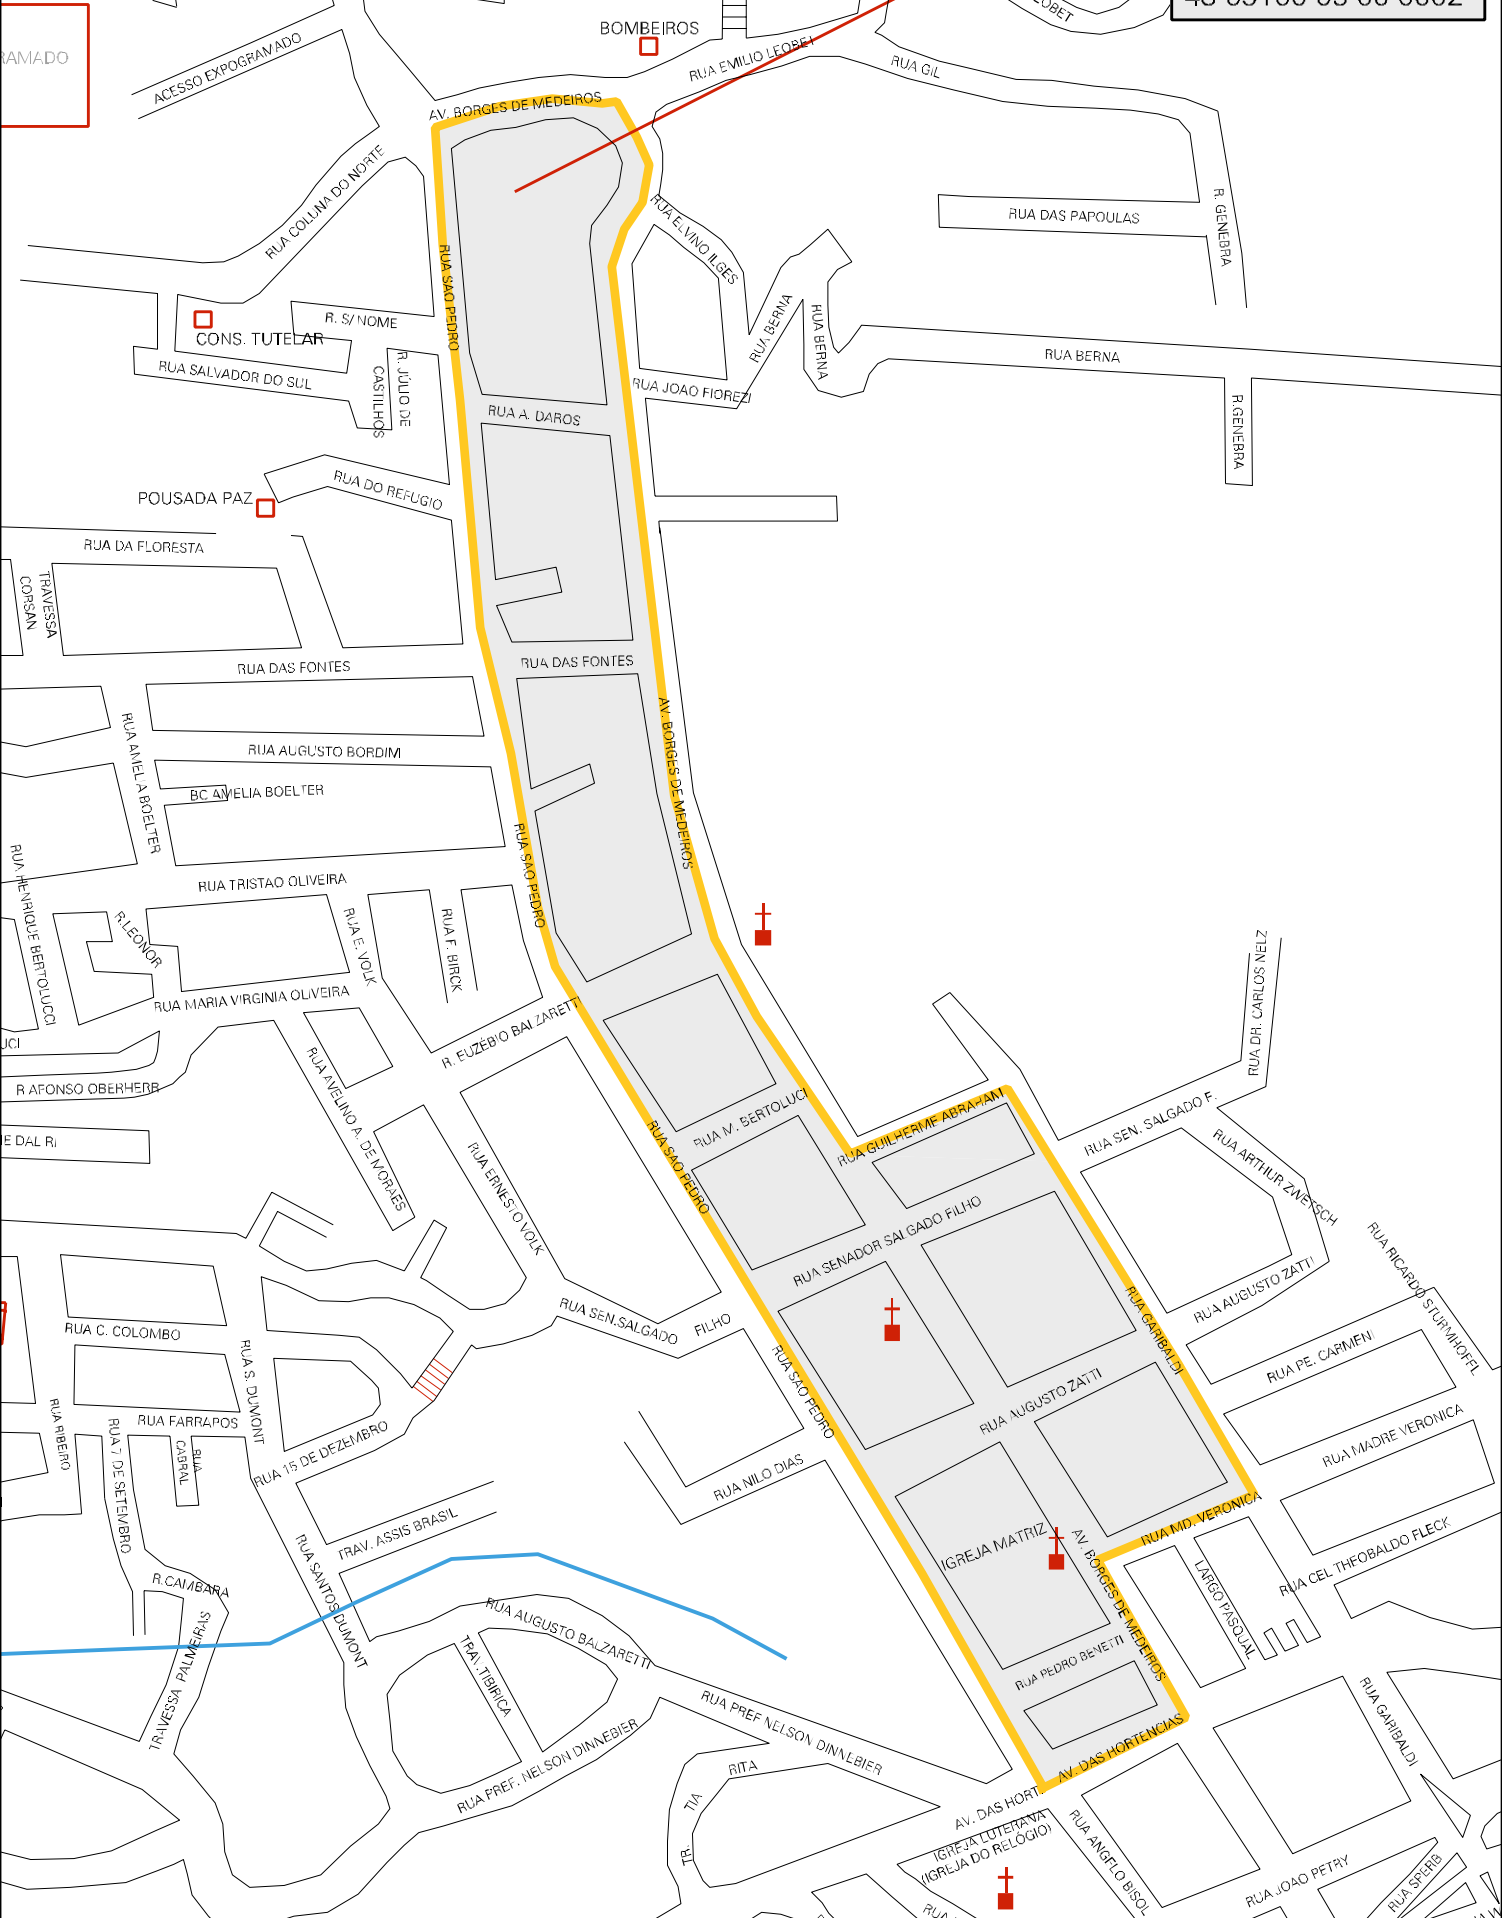 BOMBEIROS
RUA EMILIO LEOBET
RUA GIL
RAMADO
ACESSO EXPOGRAMADO
AV. BORGES DE MEDEIROS
RUA COLUNA DO NORTE
RUA ELVINO ILGES
RUA DAS PAPOULAS
R. GENEBRA
RUA SAO PEDRO
R. S/ NOME
CONS. TUTELAR
RUA SALVADOR DO SUL
R. JÚLIO DE
CASTILHOS
RUA BERNA
RUA BERNA
RUA BERNA
RUA JOAO FIOREZI
RUA A. DAROS
R.GENEBRA
POUSADA PAZ
RUA DO REFUGIO
RUA DA FLORESTA
TRAVESSA
CORSAN
RUA DAS FONTES
RUA DAS FONTES
RUA AMELIA BOELTER
RUA AUGUSTO BORDIM
BC AMELIA BOELTER
AV. BORGES DE MEDEIROS
RUA SAO PEDRO
RUA HENRIQUE BERTOLUCCI
RUA TRISTAO OLIVEIRA
R.LEONOR
RUA E. VOLK
RUA F. BIRCK
RUA MARIA VIRGINIA OLIVEIRA
R. EUZÉBIO BALZARETTI
UCI
R AFONSO OBERHERR
RUA AVELINO A. DE MORAES
RUA DR. CARLOS NELZ
RUA M. BERTOLUCI
RUA GUILHERME ABRAHAM
RUA SEN. SALGADO F.
RUA ARTHUR ZWETSCH
E DAL RI
RUA ERNESTO VOLK
RUA SAO PEDRO
RUA SENADOR SALGADO FILHO
RUA AUGUSTO ZATTI
RUA RICARDO STURMHOFFL
RUA GARIBALDI
RUA SEN.SALGADO
FILHO
RUA C. COLOMBO
RUA S. DUMONT
RUA PE. CARMENI
RUA SAO PEDRO
RUA AUGUSTO ZATTI
RUA RIBEIRO
RUA FARRAPOS
RUA 7 DE SETEMBRO
RUA
CABRAL
RUA 15 DE DEZEMBRO
RUA MADRE VERONICA
RUA NILO DIAS
TRAV. ASSIS BRASIL
RUA MD. VERONICA
IGREJA MATRIZ
AV. BORGES DE MEDEIROS
RUA CEL THEOBALDO FLECK
LARGO PASQUAL
R.CAMBARA
RUA SANTOS DUMONT
RUA AUGUSTO BALZARETTI
TRAVESSA PALMEIRAS
TRAV.TIBIRICA
RUA PEDRO BENETTI
RUA PREF NELSON DINNEBIER
RUA GARIBALDI
AV. DAS HORTENCIAS
RUA PREF. NELSON DINNEBIER
TR.
TIA
RITA
AV. DAS HORT
IGREJA LUTERANA
(IGREJA DO RELOGIO)
RUA ANGELO BISOL
RUA JOAO PETRY
RUA SPERB